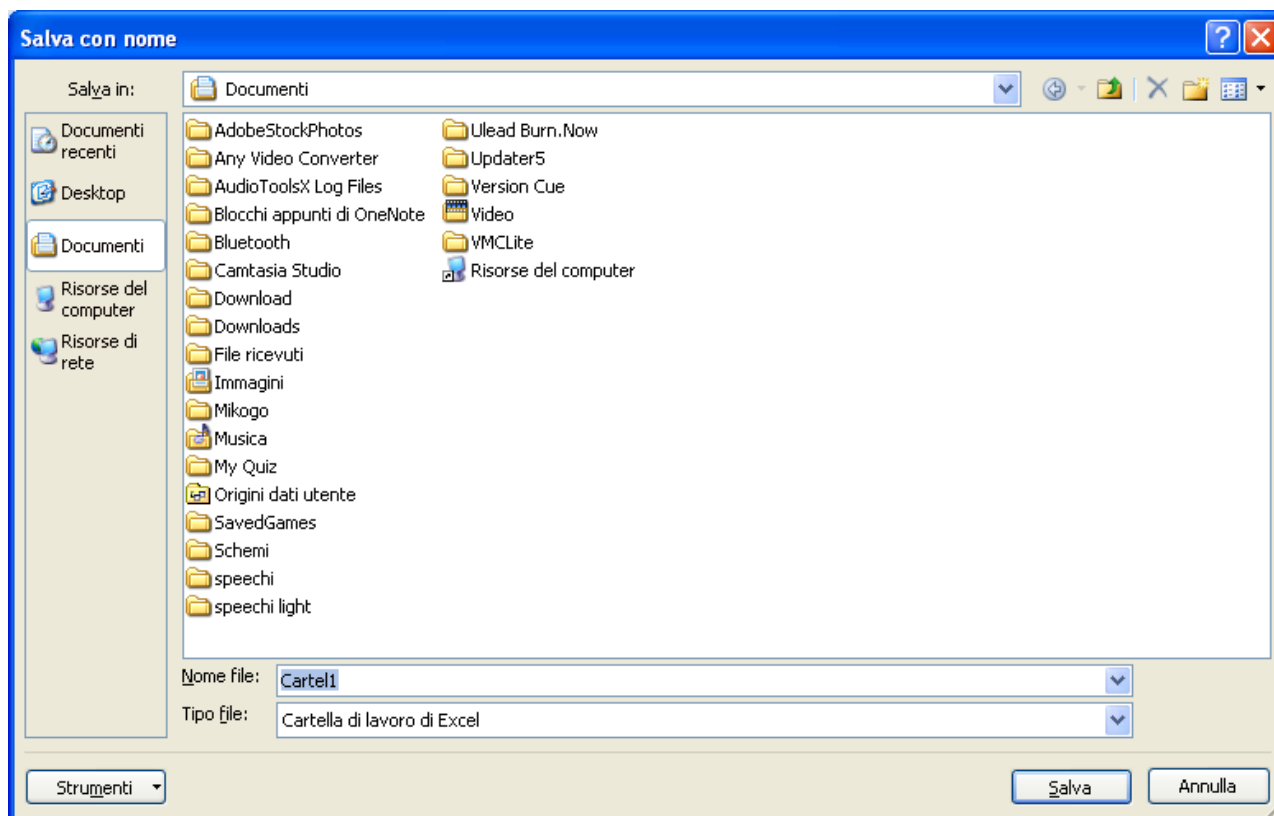 Salva con nome
Salva in:
Documenti
Documenti
recenti
Desktop
Documenti
Risorse del
computer
Risorse di
rete
AdobeStockPhotos
Any Video Converter
AudioToolsX Log Files
Blocchi appunti di OneNote
Bluetooth
Camtasia Studio
Download
Downloads
File ricevuti
Immagini
Mikogo
Musica
My Quiz
Origini dati utente
SavedGames
Schemi
speechi
speechi light
Ulead Burn.Now
Updater5
Version Cue
Video
VMCLite
Risorse del computer
Nome file:
Cartel1
Tipo file:
Cartella di lavoro di Excel
Strumenti
Salva
Annulla